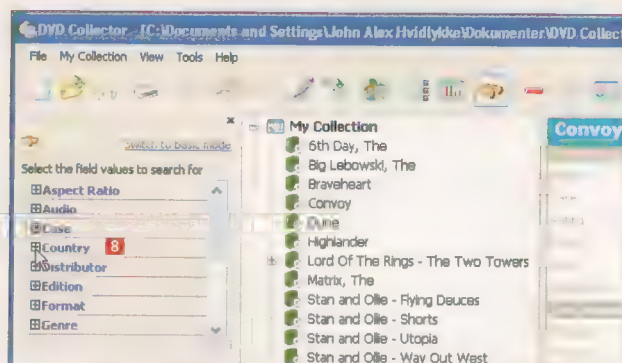 DVD Collector - [C:\Documents and Settings\John Alex Hvidlykke\Dokumenter\DVD Collect
File My Collection View Tools Help
Switch to basic mode
Select the field values to search for
Aspect Ratio
Audio
Case
Country 8
Distributor
Edition
Format
Genre
My Collection
6th Day, The
Big Lebowski, The
Braveheart
Convoy
Dune
Highlander
Lord Of The Rings - The Two Towers
Matrix, The
Stan and Ollie - Flying Deuces
Stan and Ollie - Shorts
Stan and Ollie - Utopia
Stan and Ollie - Way Out West
Convoy